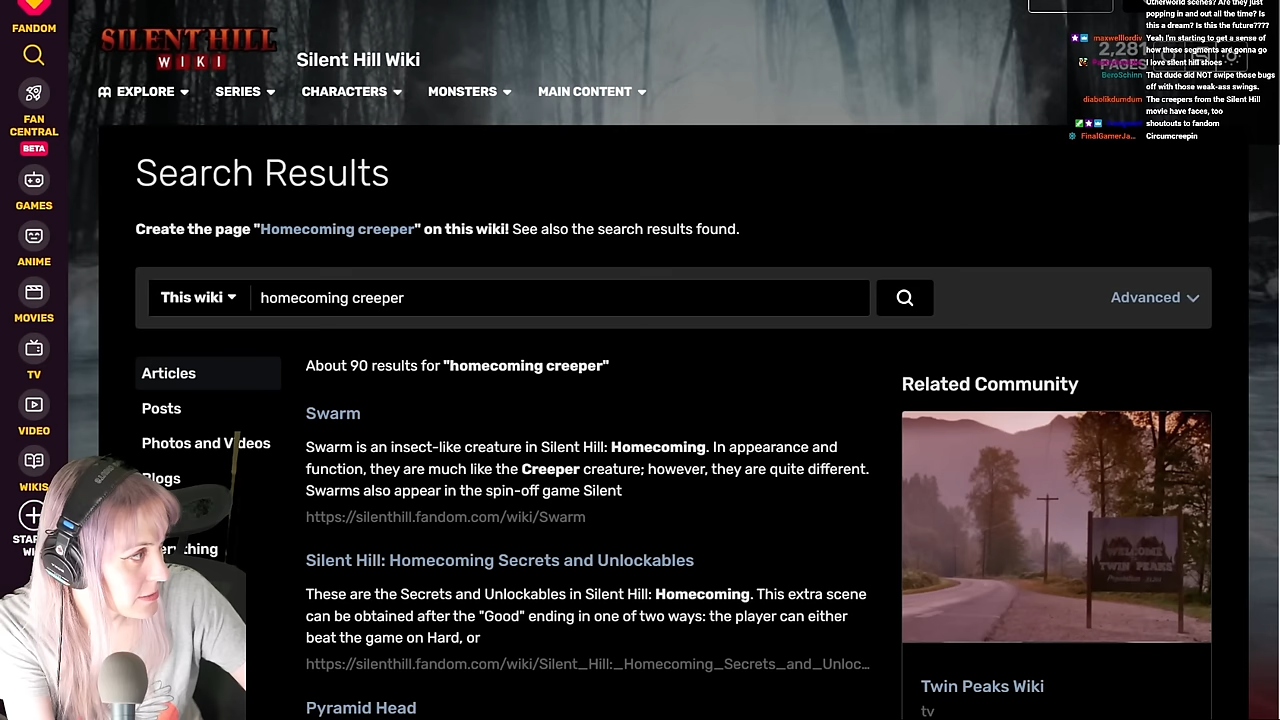 FANDOM
FAN
CENTRAL
BETA
GAMES
ANIME
MOVIES
TV
VIDEO
WIKIS
SILENT HILL
WIKI
Silent Hill Wiki
2,281
PAGES
EXPLORE
SERIES
CHARACTERS
MONSTERS
MAIN CONTENT
Otherworld scenes? Are they just
popping in and out all the time? Is
this a dream? Is this the future????
maxwelllordiv Yeah I'm starting to get a sense of
how these segments are gonna go
I love silent hill shoes
BeroSchinn That dude did NOT swipe those bugs
off with those weak-ass swings.
diabolikdumdum The creepers from the Silent Hill
movie have faces, too
shoutouts to fandom
FinalGamerJa... Circumcreepin
Search Results
Create the page "Homecoming creeper" on this wiki! See also the search results found.
This wiki
homecoming creeper
Advanced
Articles
Posts
Photos and Videos
Blogs
About 90 results for "homecoming creeper"
Swarm
Swarm is an insect-like creature in Silent Hill: Homecoming. In appearance and
function, they are much like the Creeper creature; however, they are quite different.
Swarms also appear in the spin-off game Silent
https://silenthill.fandom.com/wiki/Swarm
Silent Hill: Homecoming Secrets and Unlockables
These are the Secrets and Unlockables in Silent Hill: Homecoming. This extra scene
can be obtained after the "Good" ending in one of two ways: the player can either
beat the game on Hard, or
https://silenthill.fandom.com/wiki/Silent_Hill:_Homecoming_Secrets_and_Unloc...
Pyramid Head
Related Community
WELCOME
TWIN PEAKS
Twin Peaks Wiki
tv